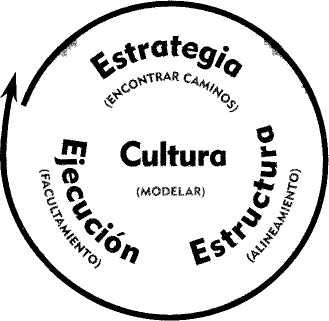 Estrategia
(ENCONTRAR CAMINOS)
Cultura
(MODELAR)
Ejecución
(FACULTAMIENTO)
Estructura
(ALINEAMIENTO)